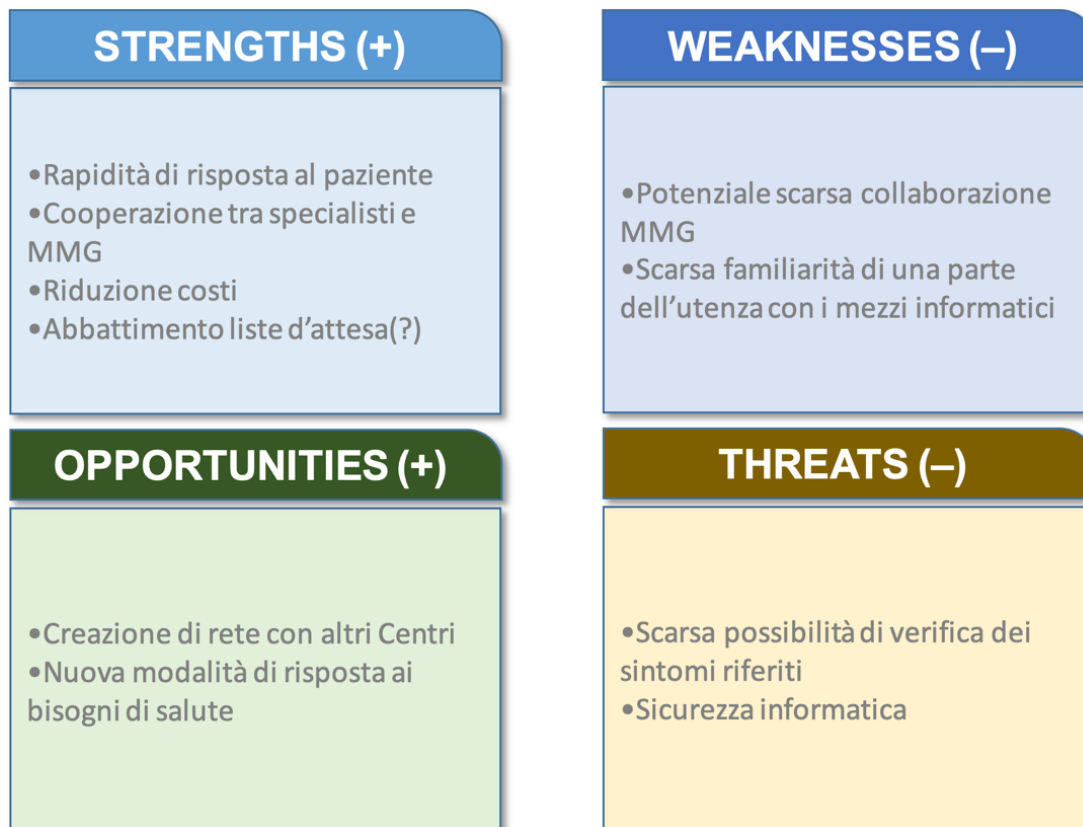 STRENGTHS (+)
•Rapidità di risposta al paziente
•Cooperazione tra specialisti e
MMG
•Riduzione costi
•Abbattimento liste d’attesa(?)
WEAKNESSES (–)
•Potenziale scarsa collaborazione
MMG
•Scarsa familiarità di una parte
dell’utenza con i mezzi informatici
OPPORTUNITIES (+)
•Creazione di rete con altri Centri
•Nuova modalità di risposta ai
bisogni di salute
THREATS (–)
•Scarsa possibilità di verifica dei
sintomi riferiti
•Sicurezza informatica